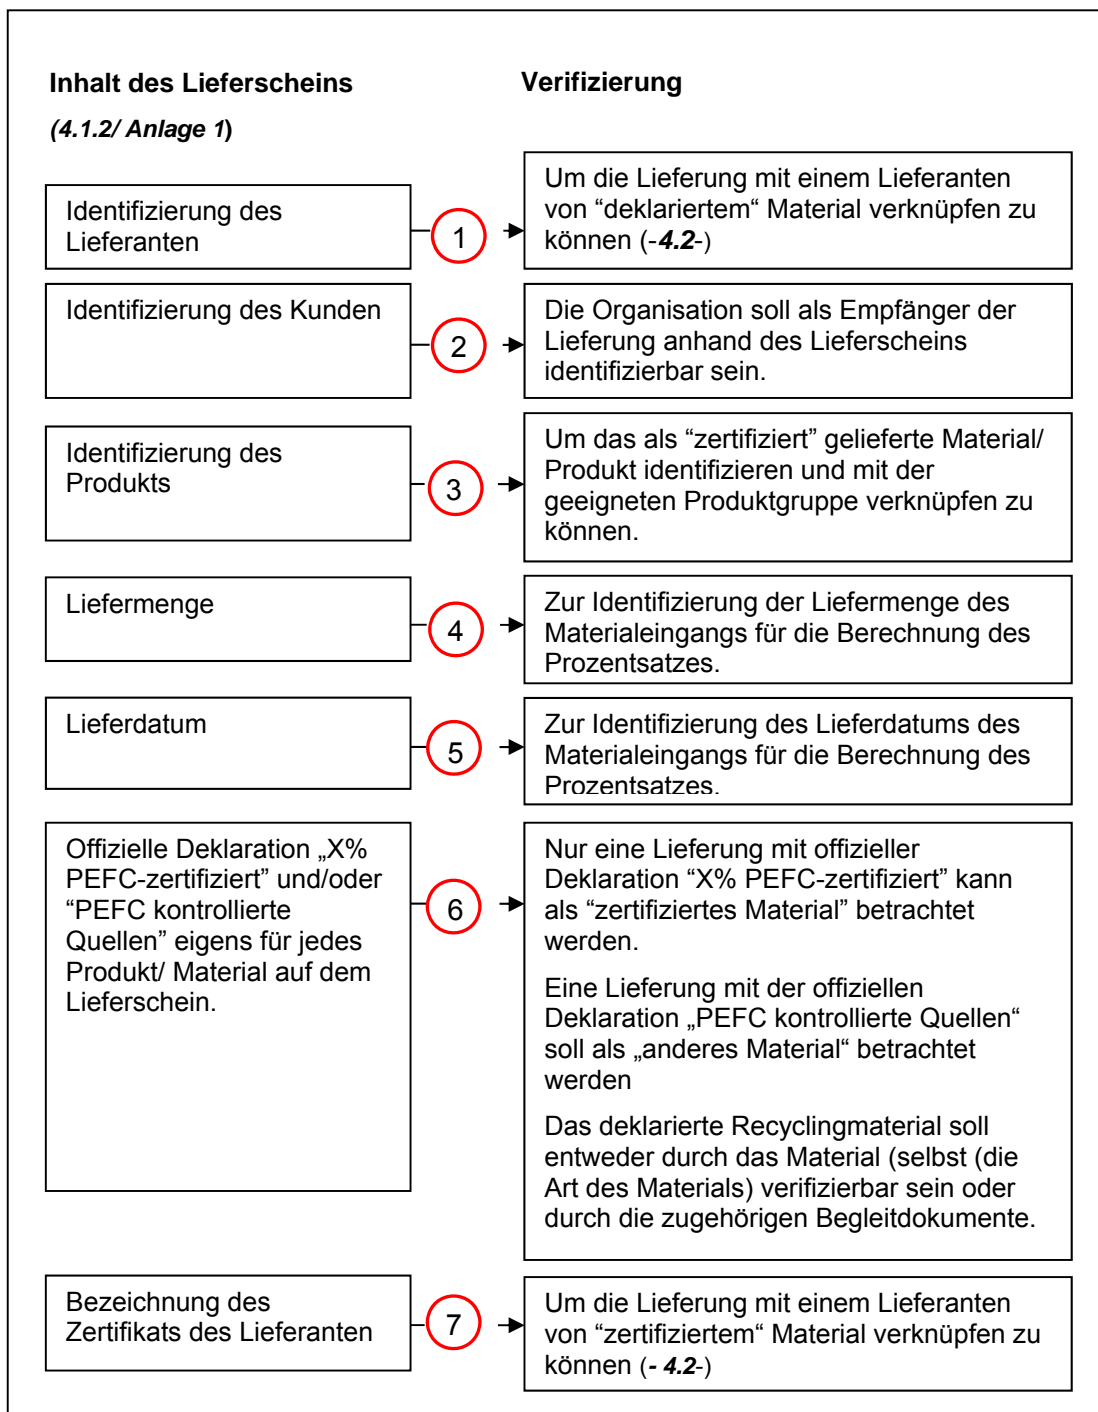 Inhalt des Lieferscheins
(4.1.2/ Anlage 1)
Verifizierung
Identifizierung des
Lieferanten
1
Um die Lieferung mit einem Lieferanten
von “deklariertem“ Material verknüpfen zu
können (-4.2-)
Identifizierung des Kunden
2
Die Organisation soll als Empfänger der
Lieferung anhand des Lieferscheins
identifizierbar sein.
Identifizierung des
Produkts
3
Um das als “zertifiziert” gelieferte Material/
Produkt identifizieren und mit der
geeigneten Produktgruppe verknüpfen zu
können.
Liefermenge
4
Zur Identifizierung der Liefermenge des
Materialeingangs für die Berechnung des
Prozentsatzes.
Lieferdatum
5
Zur Identifizierung des Lieferdatums des
Materialeingangs für die Berechnung des
Prozentsatzes.
Offizielle Deklaration „X%
PEFC-zertifiziert” und/oder
“PEFC kontrollierte
Quellen” eigens für jedes
Produkt/ Material auf dem
Lieferschein.
6
Nur eine Lieferung mit offizieller
Deklaration “X% PEFC-zertifiziert” kann
als “zertifiziertes Material” betrachtet
werden.
Eine Lieferung mit der offiziellen
Deklaration „PEFC kontrollierte Quellen“
soll als „anderes Material“ betrachtet
werden
Das deklarierte Recyclingmaterial soll
entweder durch das Material (selbst (die
Art des Materials) verifizierbar sein oder
durch die zugehörigen Begleitdokumente.
Bezeichnung des
Zertifikats des Lieferanten
7
Um die Lieferung mit einem Lieferanten
von “zertifiziertem“ Material verknüpfen zu
können (- 4.2-)